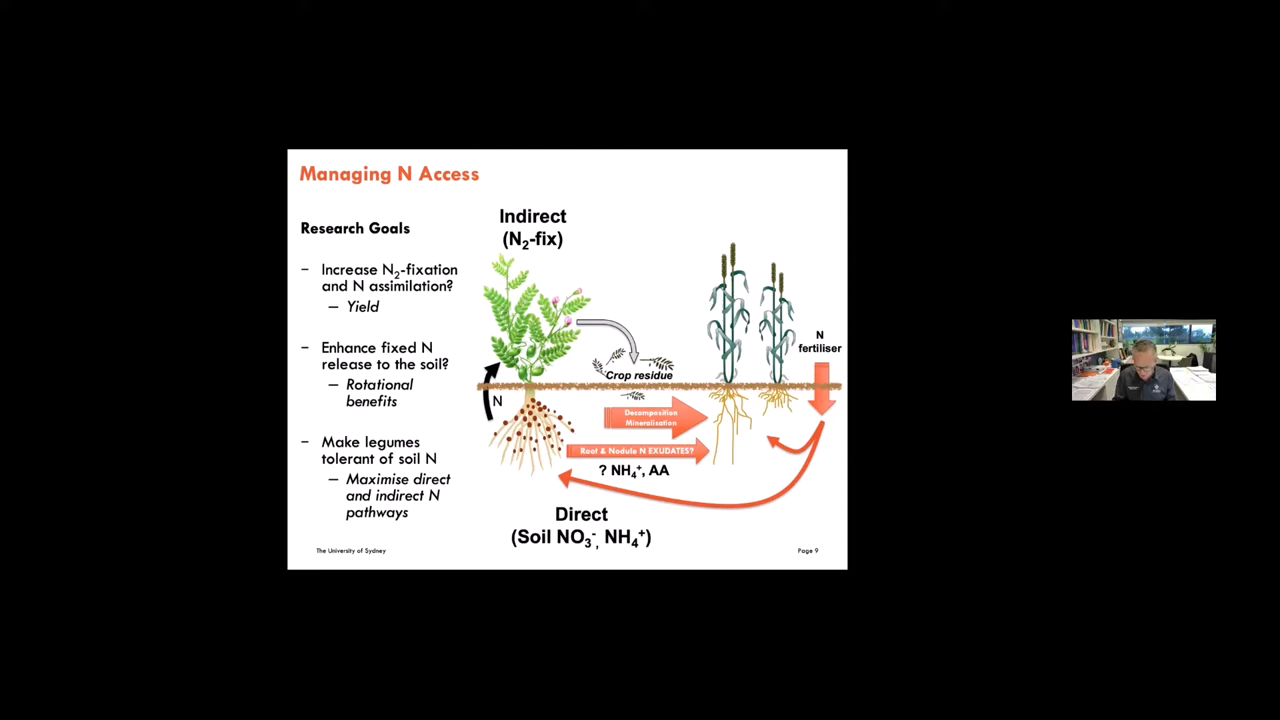 Managing N Access
Research Goals
– Increase N₂-fixation
and N assimilation?
– Yield
– Enhance fixed N
release to the soil?
– Rotational
benefits
– Make legumes
tolerant of soil N
– Maximise direct
and indirect N
pathways
Indirect
(N₂-fix)
N
fertiliser
Crop residue
N
Decomposition
Mineralisation
Root & Nodule N EXUDATES?
? NH₄⁺, AA
Direct
(Soil NO₃⁻, NH₄⁺)
The University of Sydney
Page 9